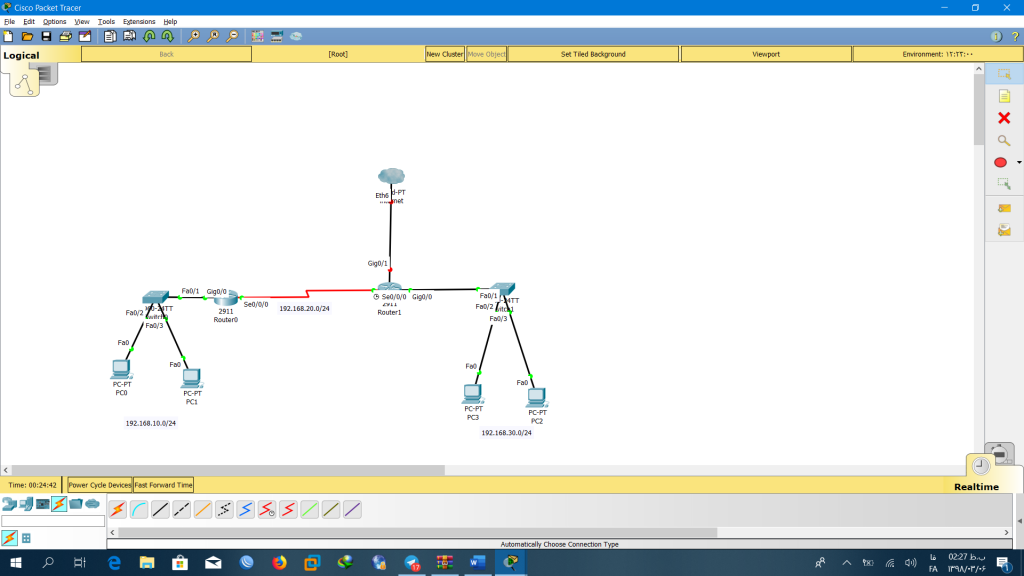 Cisco Packet Tracer
File Edit Options View Tools Extensions Help
Logical
Back
[Root]
New Cluster
Move Object
Set Tiled Background
Viewport
Environment: ۱۲:۲۳:۰۰
Eth6
d-PT
net
Gig0/1
Fa0/1
Gig0/0
Se0/0/0
192.168.20.0/24
Se0/0/0
Gig0/0
Fa0/1
2911
Router0
2911
Router1
Fa0/2
Fa0/3
-24TT
Fa0/2
Fa0/3
24TT
Fa0
Fa0
Fa0
Fa0
PC-PT
PC0
PC-PT
PC1
PC-PT
PC3
PC-PT
PC2
192.168.10.0/24
192.168.30.0/24
Time: 00:24:42
Power Cycle Devices
Fast Forward Time
Realtime
Automatically Choose Connection Type
17
فا
FA
02:27 ب.ظ
۱۳۹۸/۰۳/۰۶
1